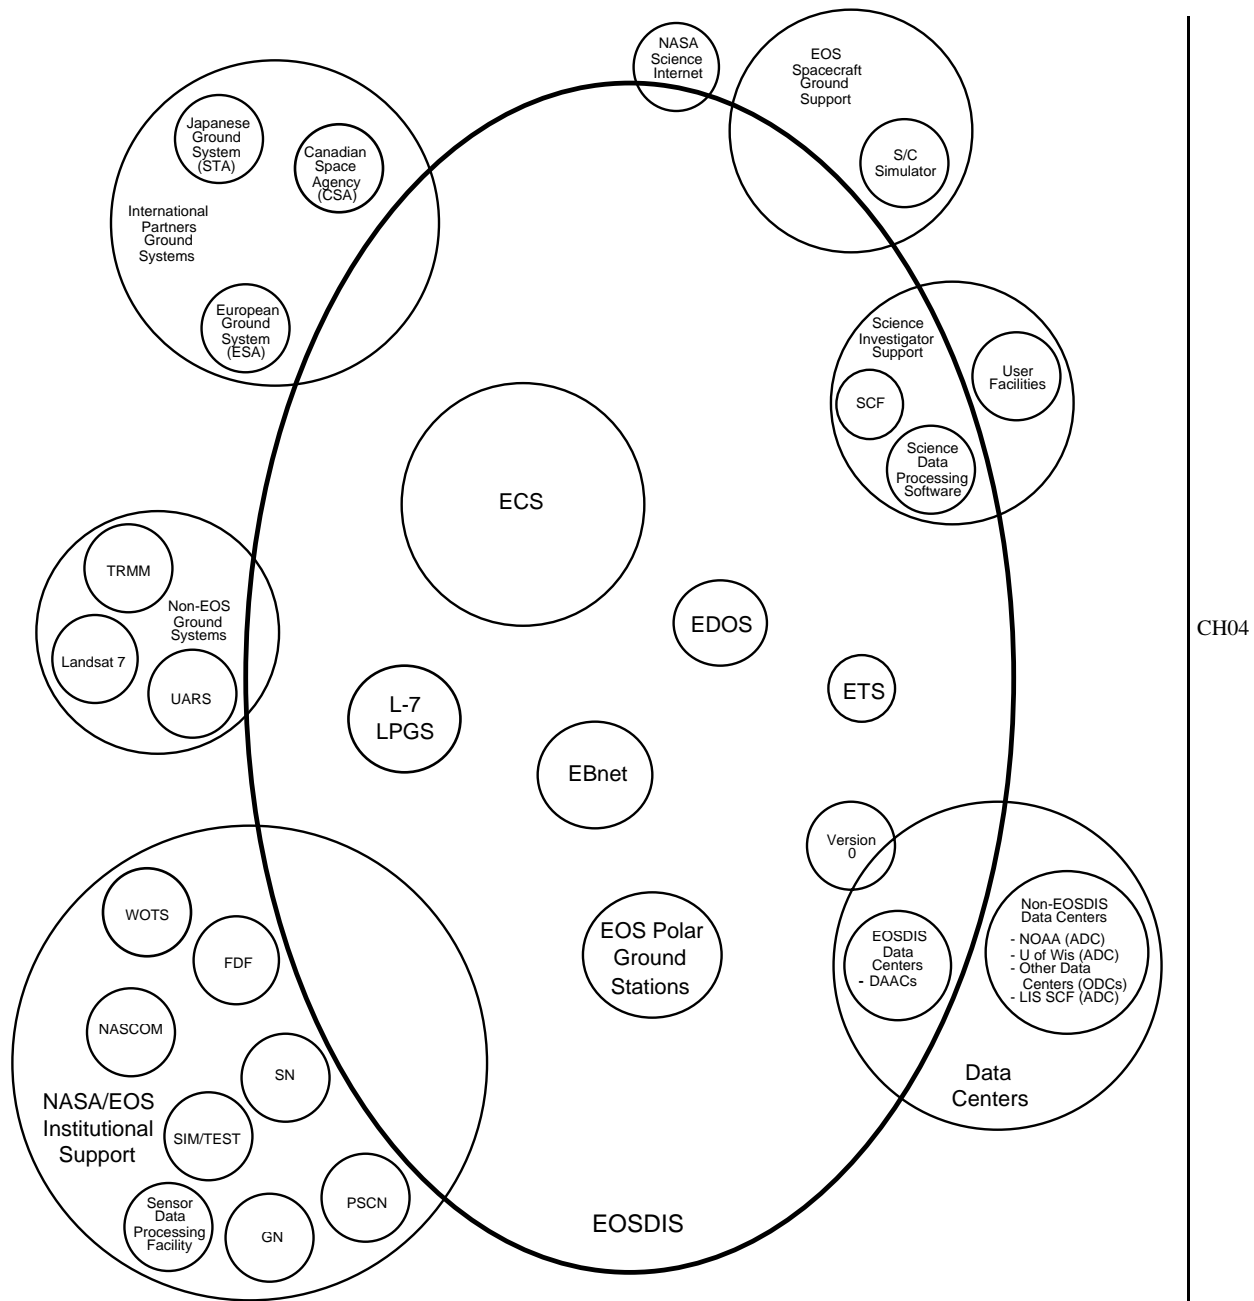 NASA
Science
Internet
EOS
Spacecraft
Ground
Support
S/C
Simulator
Japanese
Ground
System
(STA)
Canadian
Space
Agency
(CSA)
International
Partners
Ground
Systems
European
Ground
System
(ESA)
Science
Investigator
Support
User
Facilities
SCF
Science
Data
Processing
Software
ECS
TRMM
Non-EOS
Ground
Systems
Landsat 7
UARS
EDOS
ETS
CH04
L-7
LPGS
EBnet
Version
0
WOTS
FDF
NASCOM
SN
NASA/EOS
Institutional
Support
SIM/TEST
Sensor
Data
Processing
Facility
GN
PSCN
EOS Polar
Ground
Stations
EOSDIS
Data
Centers
- DAACs
Non-EOSDIS
Data Centers
- NOAA (ADC)
- U of Wis (ADC)
- Other Data
Centers (ODCs)
- LIS SCF (ADC)
Data
Centers
EOSDIS